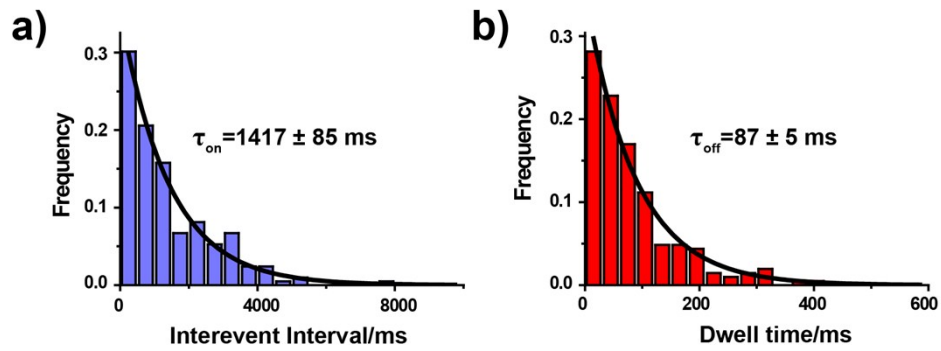 a)
Frequency
0.3
0.2
0.1
0.0
0
4000
8000
Interevent Interval/ms
τon=1417 ± 85 ms
b)
Frequency
0.3
0.2
0.1
0.0
0
200
400
600
Dwell time/ms
τoff=87 ± 5 ms